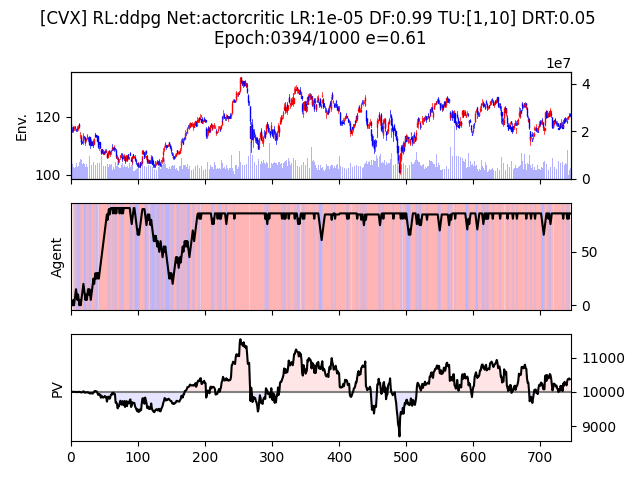 [CVX] RL:ddpg Net:actorcritic LR:1e-05 DF:0.99 TU:[1,10] DRT:0.05
Epoch:0394/1000 e=0.61
1e7
Env.
120
100
4
2
0
Agent
50
0
PV
11000
10000
9000
0 100 200 300 400 500 600 700